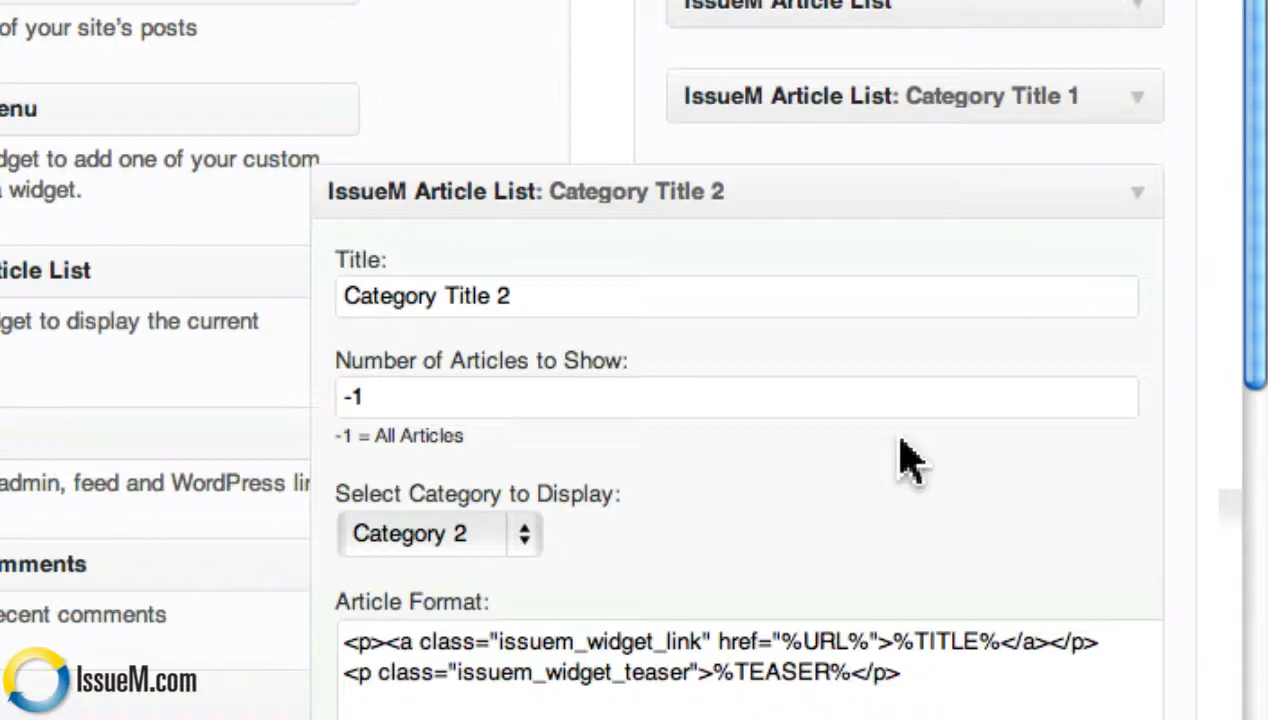 of your site's posts
enu
dget to add one of your custom
a widget.
ticle List
get to display the current
admin, feed and WordPress lin
mments
ecent comments
IssueM.com
IssueM Article List
IssueM Article List: Category Title 1
IssueM Article List: Category Title 2
Title:
Category Title 2
Number of Articles to Show:
-1
-1 = All Articles
Select Category to Display:
Category 2
Article Format:
<p><a class="issuem_widget_link" href="%URL%">%TITLE%</a></p>
<p class="issuem_widget_teaser">%TEASER%</p>